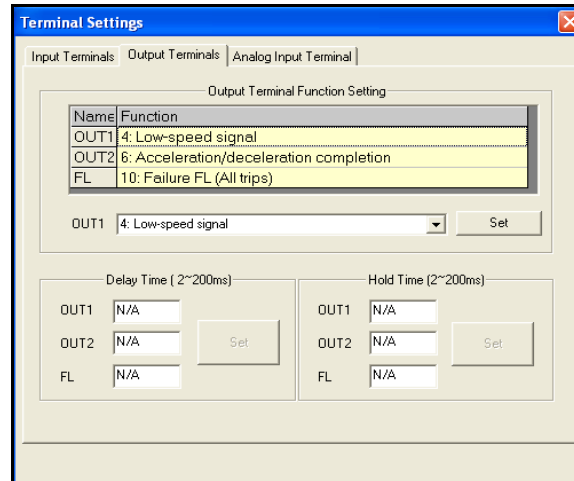 Terminal Settings
Input Terminals Output Terminals Analog Input Terminal
Output Terminal Function Setting
Name Function
OUT1 4: Low-speed signal
OUT2 6: Acceleration/deceleration completion
FL 10: Failure FL (All trips)
OUT1 4: Low-speed signal Set
Delay Time ( 2~200ms) Hold Time (2~200ms)
OUT1 N/A OUT1 N/A
OUT2 N/A Set OUT2 N/A Set
FL N/A FL N/A